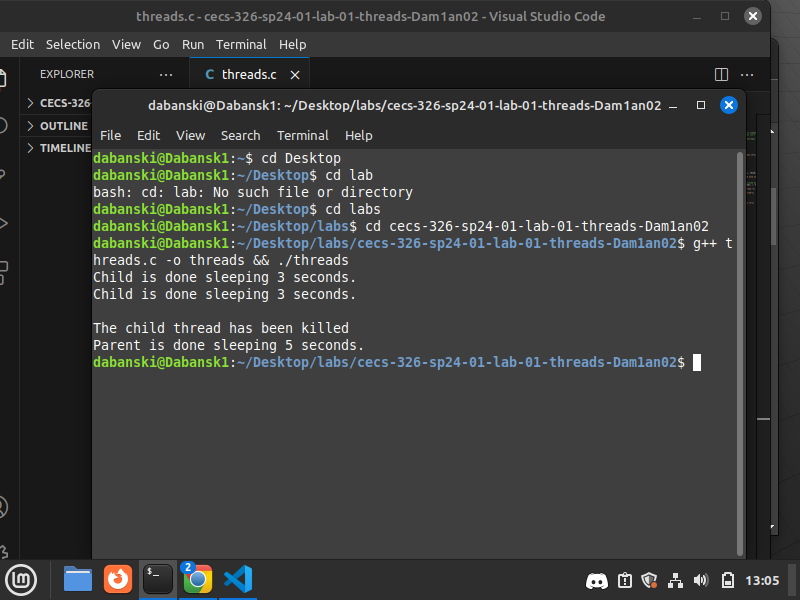 threads.c - cecs-326-sp24-01-lab-01-threads-Dam1an02 - Visual Studio Code
Edit Selection View Go Run Terminal Help
EXPLORER ··· C threads.c × ···
> CECS-326
> OUTLINE
> TIMELINE
dabanski@Dabansk1: ~/Desktop/labs/cecs-326-sp24-01-lab-01-threads-Dam1an02
File Edit View Search Terminal Help
dabanski@Dabansk1:~$ cd Desktop
dabanski@Dabansk1:~/Desktop$ cd lab
bash: cd: lab: No such file or directory
dabanski@Dabansk1:~/Desktop$ cd labs
dabanski@Dabansk1:~/Desktop/labs$ cd cecs-326-sp24-01-lab-01-threads-Dam1an02
dabanski@Dabansk1:~/Desktop/labs/cecs-326-sp24-01-lab-01-threads-Dam1an02$ g++ t
hreads.c -o threads && ./threads
Child is done sleeping 3 seconds.
Child is done sleeping 3 seconds.
The child thread has been killed
Parent is done sleeping 5 seconds.
dabanski@Dabansk1:~/Desktop/labs/cecs-326-sp24-01-lab-01-threads-Dam1an02$
$_
2
13:05